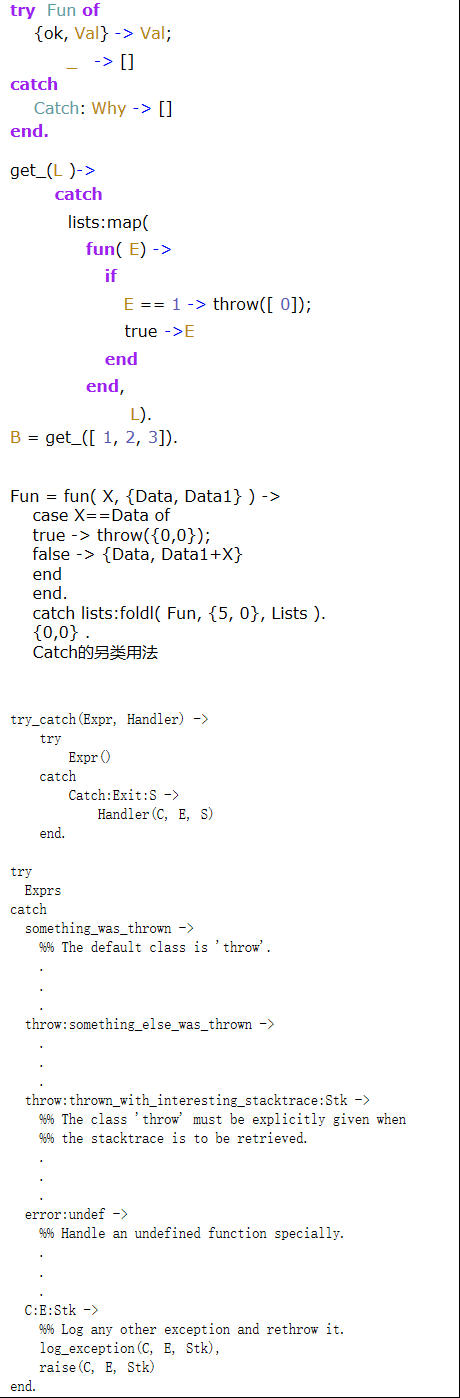 try  Fun of
    {ok, Val} -> Val;
          _   -> []
catch
    Catch: Why -> []
end.

get_(L )->
        catch
          lists:map(
             fun( E) ->
                if
                   E == 1 -> throw([ 0]);
                   true ->E
                end
             end,
                    L).
B = get_([ 1, 2, 3]).

Fun = fun( X, {Data, Data1} ) ->
    case X==Data of
    true -> throw({0,0});
    false -> {Data, Data1+X}
    end
    end.
    catch lists:foldl( Fun, {5, 0}, Lists ).
    {0,0} .
    Catch的另类用法

try_catch(Expr, Handler) ->
    try
        Expr()
    catch
        Catch:Exit:S ->
            Handler(C, E, S)
    end.

try
  Exprs
catch
  something_was_thrown ->
    %% The default class is 'throw'.
    .
    .
    .
  throw:something_else_was_thrown ->
    .
    .
    .
  throw:thrown_with_interesting_stacktrace:Stk ->
    %% The class 'throw' must be explicitly given when
    %% the stacktrace is to be retrieved.
    .
    .
    .
  error:undef ->
    %% Handle an undefined function specially.
    .
    .
    .
  C:E:Stk ->
    %% Log any other exception and rethrow it.
    log_exception(C, E, Stk),
    raise(C, E, Stk)
end.